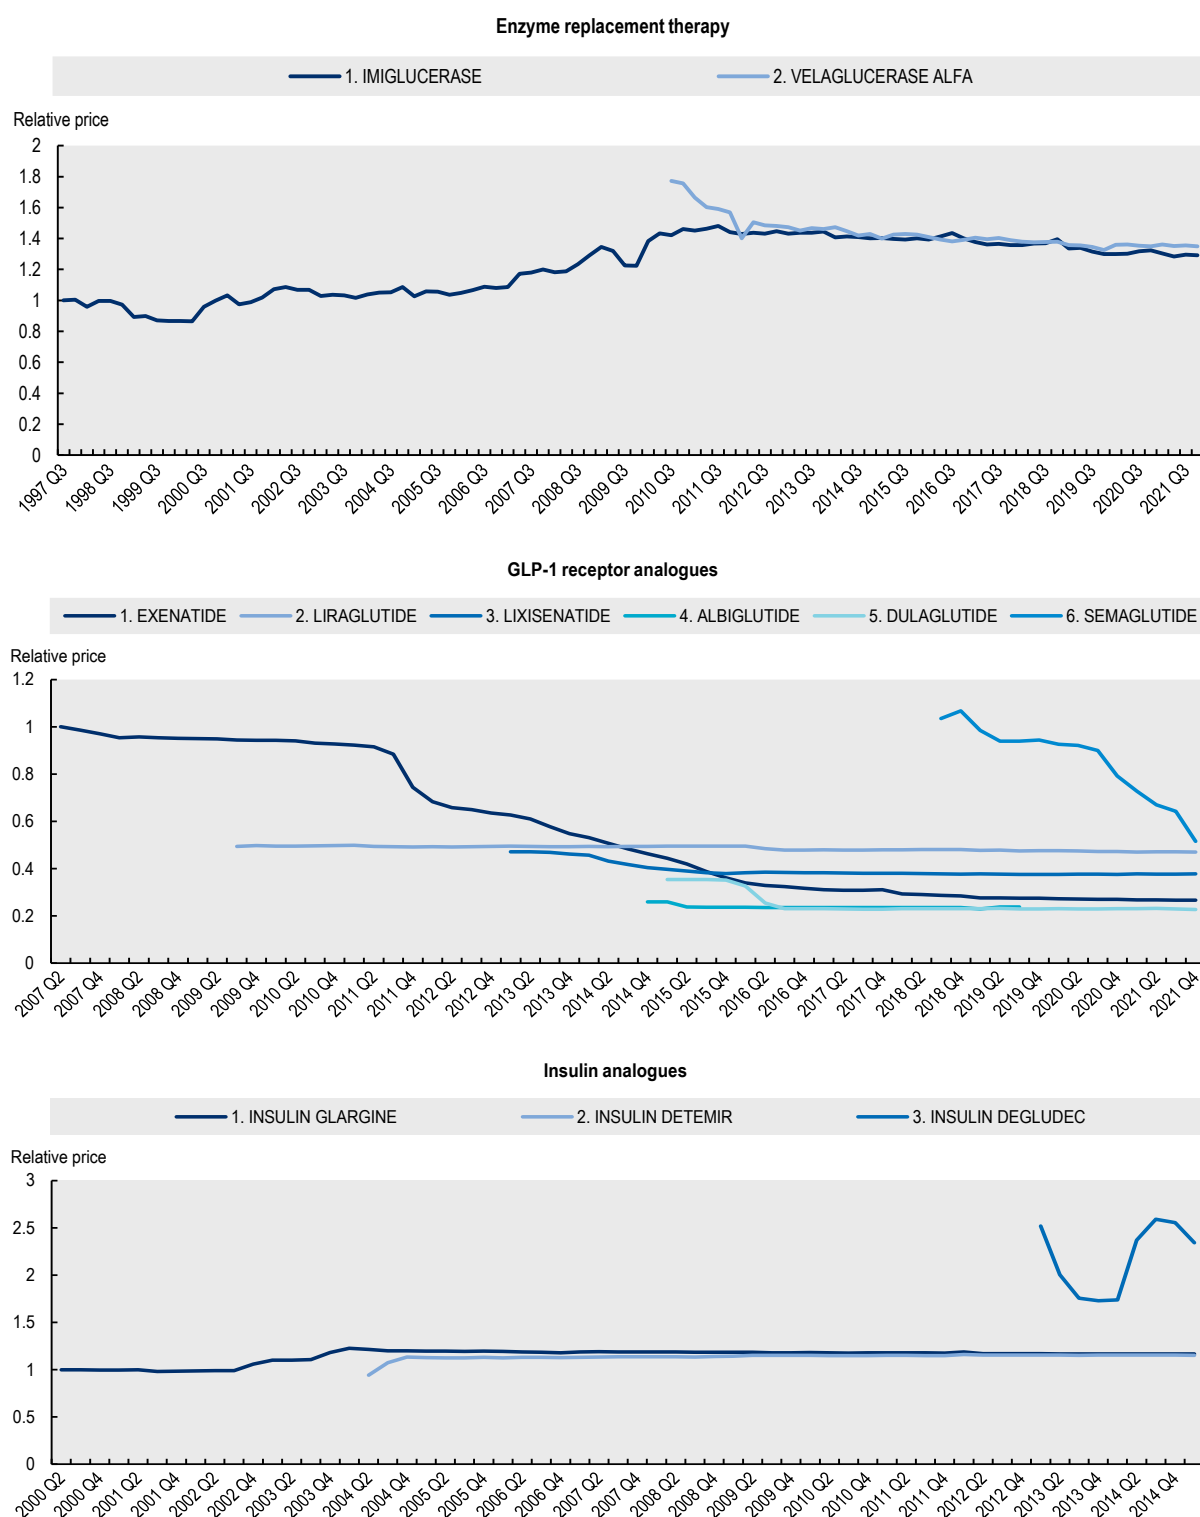 Enzyme replacement therapy
1. IMIGLUCERASE 2. VELAGLUCERASE ALFA
Relative price
2
1.8
1.6
1.4
1.2
1
0.8
0.6
0.4
0.2
0
1997 Q3 1998 Q3 1999 Q3 2000 Q3 2001 Q3 2002 Q3 2003 Q3 2004 Q3 2005 Q3 2006 Q3 2007 Q3 2008 Q3 2009 Q3 2010 Q3 2011 Q3 2012 Q3 2013 Q3 2014 Q3 2015 Q3 2016 Q3 2017 Q3 2018 Q3 2019 Q3 2020 Q3 2021 Q3
GLP-1 receptor analogues
1. EXENATIDE 2. LIRAGLUTIDE 3. LIXISENATIDE 4. ALBIGLUTIDE 5. DULAGLUTIDE 6. SEMAGLUTIDE
Relative price
1.2
1
0.8
0.6
0.4
0.2
0
2007 Q2 2007 Q4 2008 Q2 2008 Q4 2009 Q2 2009 Q4 2010 Q2 2010 Q4 2011 Q2 2011 Q4 2012 Q2 2012 Q4 2013 Q2 2013 Q4 2014 Q2 2014 Q4 2015 Q2 2015 Q4 2016 Q2 2016 Q4 2017 Q2 2017 Q4 2018 Q2 2018 Q4 2019 Q2 2019 Q4 2020 Q2 2020 Q4 2021 Q2 2021 Q4
Insulin analogues
1. INSULIN GLARGINE 2. INSULIN DETEMIR 3. INSULIN DEGLUDEC
Relative price
3
2.5
2
1.5
1
0.5
0
2000 Q2 2000 Q4 2001 Q2 2001 Q4 2002 Q2 2002 Q4 2003 Q2 2003 Q4 2004 Q2 2004 Q4 2005 Q2 2005 Q4 2006 Q2 2006 Q4 2007 Q2 2007 Q4 2008 Q2 2008 Q4 2009 Q2 2009 Q4 2010 Q2 2010 Q4 2011 Q2 2011 Q4 2012 Q2 2012 Q4 2013 Q2 2013 Q4 2014 Q2 2014 Q4